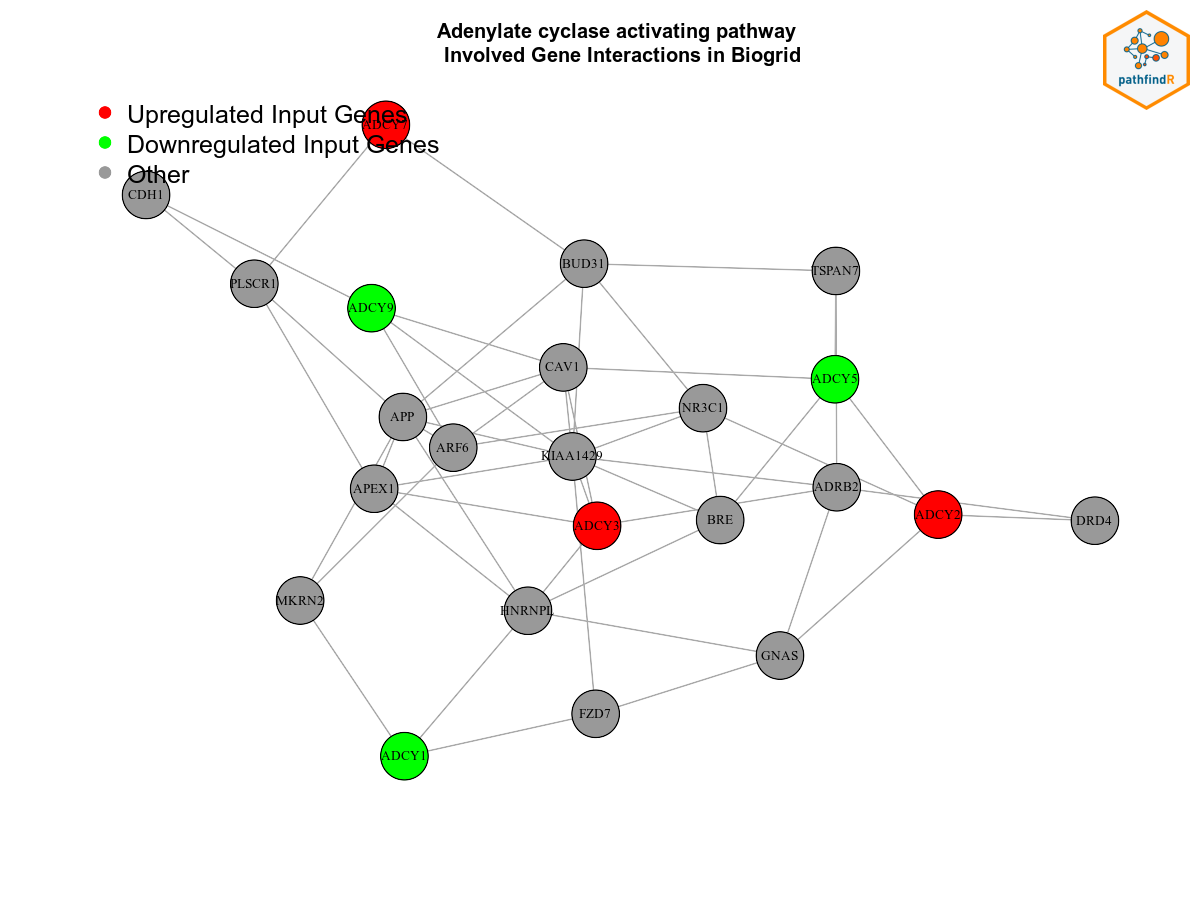 Adenylate cyclase activating pathway
Involved Gene Interactions in Biogrid
pathfindR
Upregulated Input Genes
ADCY7
Downregulated Input Genes
Other
CDH1
BUD31
TSPAN7
PLSCR1
ADCY9
CAV1
ADCY5
NR3C1
APP
ARF6
KIAA1429
APEX1
ADRB2
ADCY3
BRE
ADCY2
DRD4
MKRN2
HNRNPL
GNAS
FZD7
ADCY1